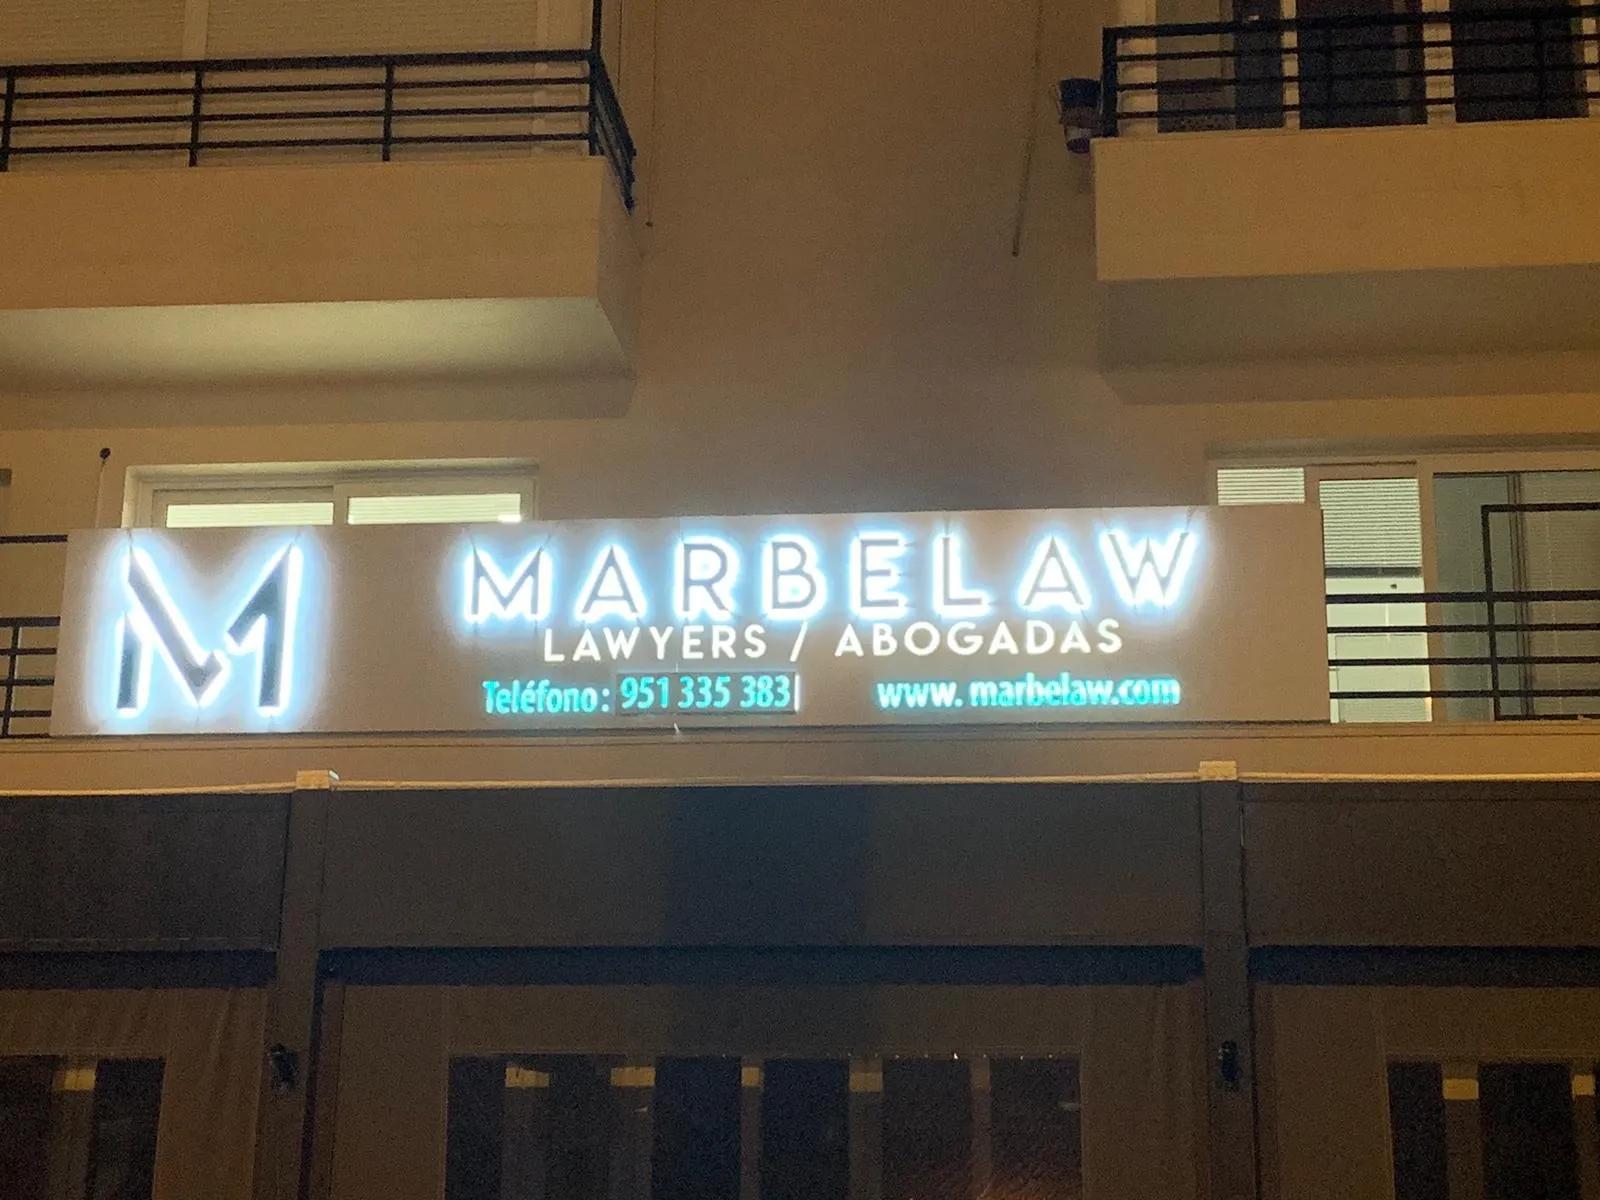 M
MARBELAW
LAWYERS / ABOGADAS
Teléfono: 951 335 383
www. marbelaw.com